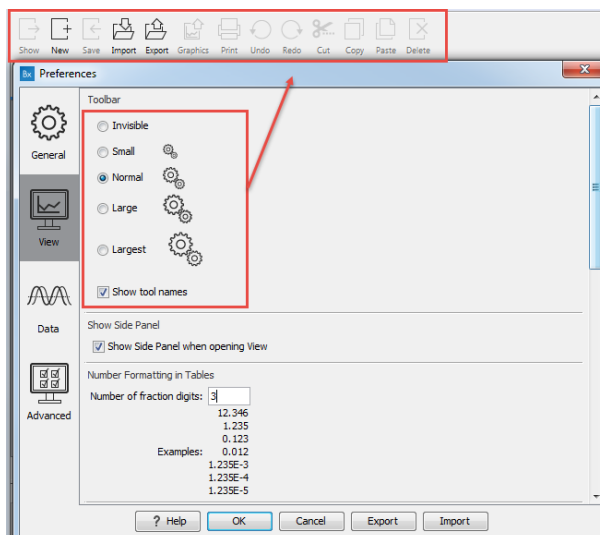 Show New Save Import Export Graphics Print Undo Redo Cut Copy Paste Delete
Bx Preferences
General
View
Data
Advanced
Toolbar
Invisible
Small
Normal
Large
Largest
Show tool names
Show Side Panel
Show Side Panel when opening View
Number Formatting in Tables
Number of fraction digits: 3
12.346
1.235
0.123
Examples: 0.012
1.235E-3
1.235E-4
1.235E-5
? Help OK Cancel Export Import